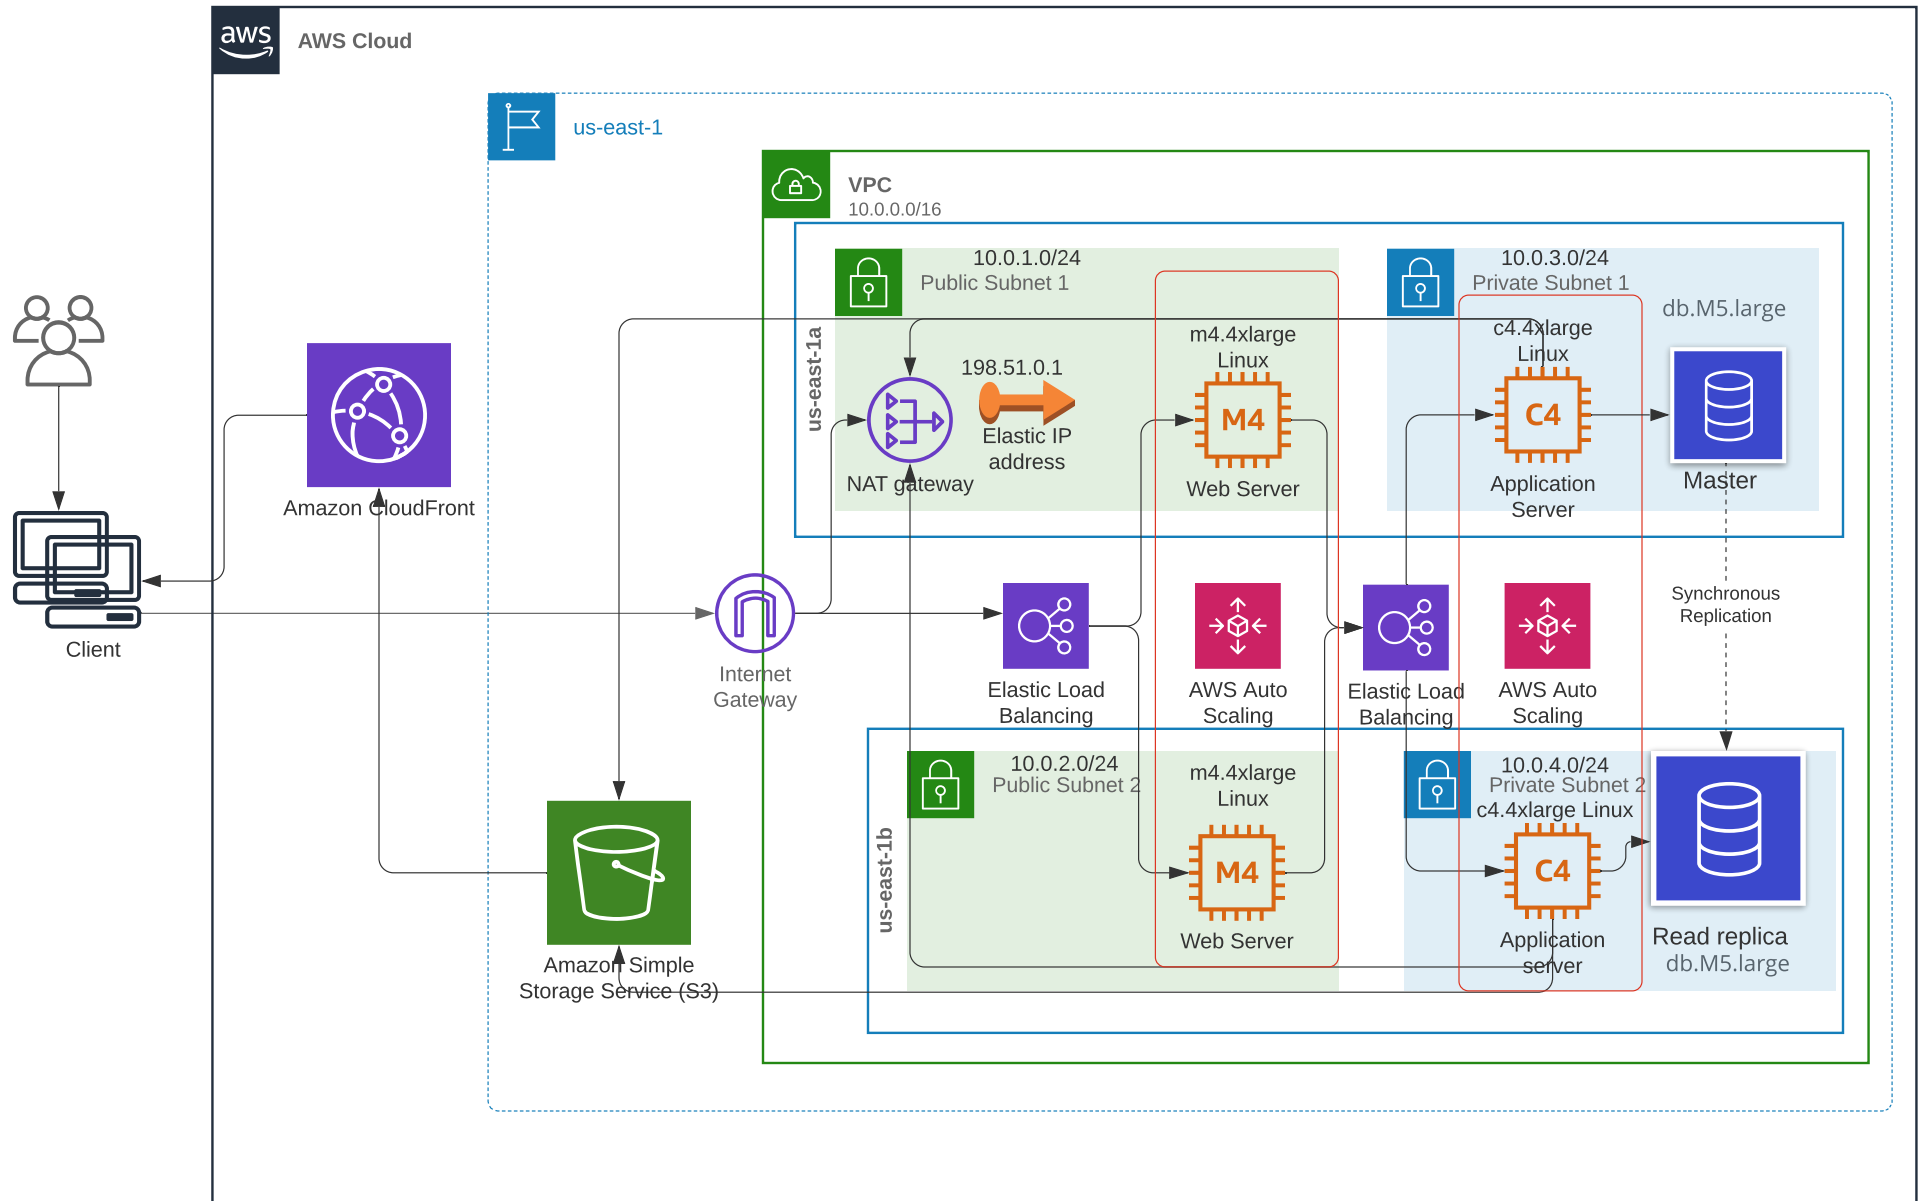 aws
AWS Cloud
us-east-1
VPC
10.0.0.0/16
us-east-1a
10.0.1.0/24
Public Subnet 1
198.51.0.1
Elastic IP
address
NAT gateway
m4.4xlarge
Linux
M4
Web Server
10.0.3.0/24
Private Subnet 1
c4.4xlarge
Linux
C4
Application
Server
db.M5.large
Master
Amazon CloudFront
Client
Internet
Gateway
Elastic Load
Balancing
AWS Auto
Scaling
Elastic Load
Balancing
AWS Auto
Scaling
Synchronous
Replication
us-east-1b
10.0.2.0/24
Public Subnet 2
m4.4xlarge
Linux
M4
Web Server
10.0.4.0/24
Private Subnet 2
c4.4xlarge Linux
C4
Application
server
Read replica
db.M5.large
Amazon Simple
Storage Service (S3)